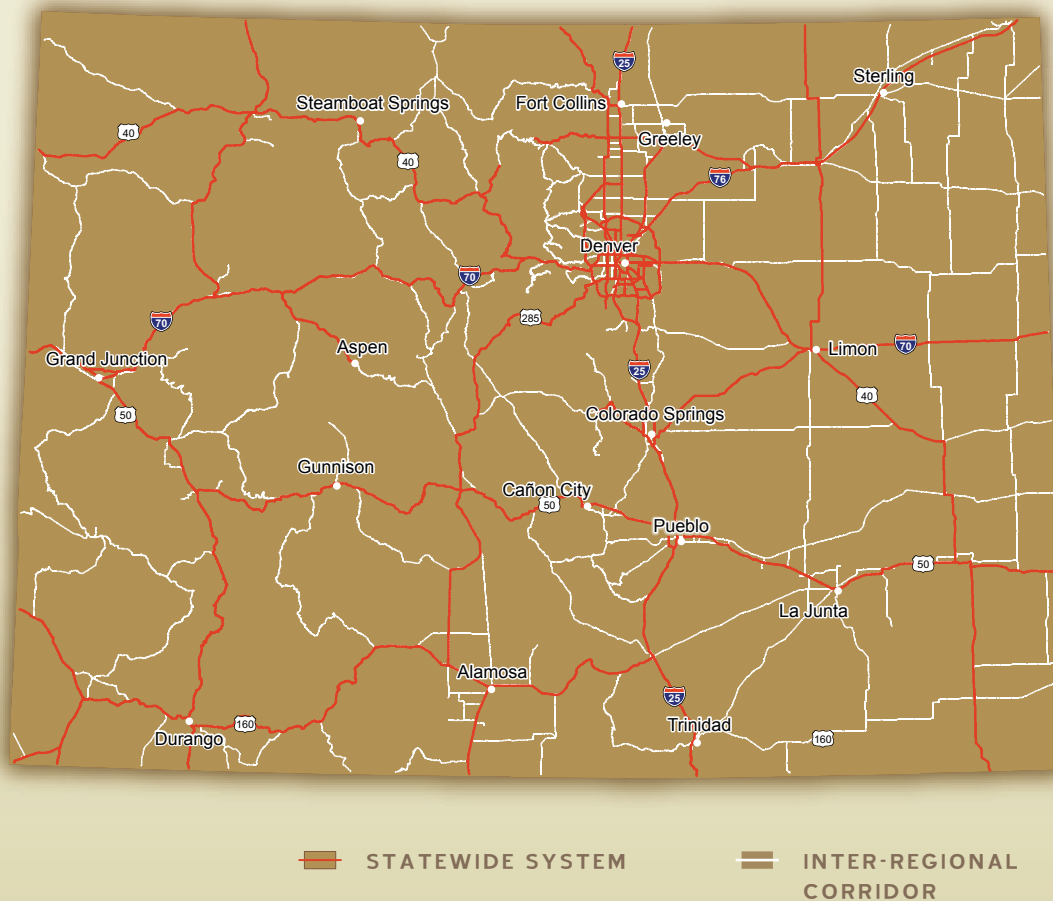 25
Sterling
Steamboat Springs
Fort Collins
40
Greeley
40
76
Denver
70
285
70
Grand Junction
Aspen
Limon
70
25
40
50
Colorado Springs
Gunnison
Cañon City
50
Pueblo
50
La Junta
Alamosa
25
Trinidad
160
Durango
160
STATEWIDE SYSTEM
INTER-REGIONAL
CORRIDOR